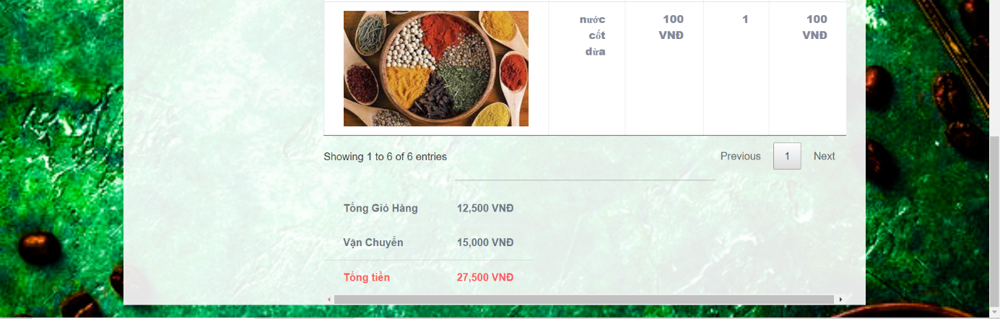 nước 100 1 100
cốt VNĐ VNĐ
dừa
Showing 1 to 6 of 6 entries Previous 1 Next
Tổng Giỏ Hàng 12,500 VNĐ
Vận Chuyển 15,000 VNĐ
Tổng tiền 27,500 VNĐ